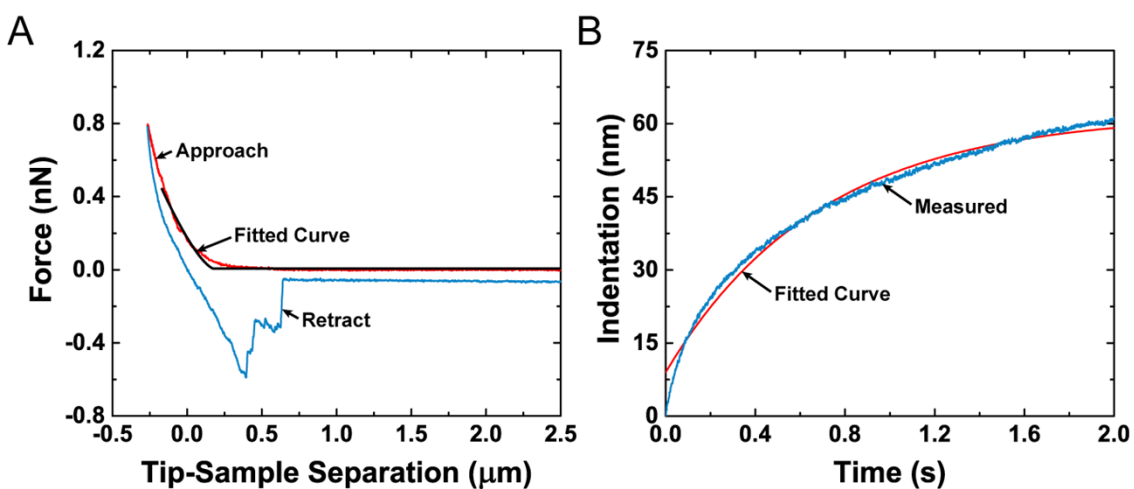 A
1.2
0.8
0.4
0.0
-0.4
-0.8
Force (nN)
Approach
Fitted Curve
Retract
-0.5
0.0
0.5
1.0
1.5
2.0
2.5
Tip-Sample Separation (μm)
B
75
60
45
30
15
0
Indentation (nm)
Measured
Fitted Curve
0.0
0.4
0.8
1.2
1.6
2.0
Time (s)